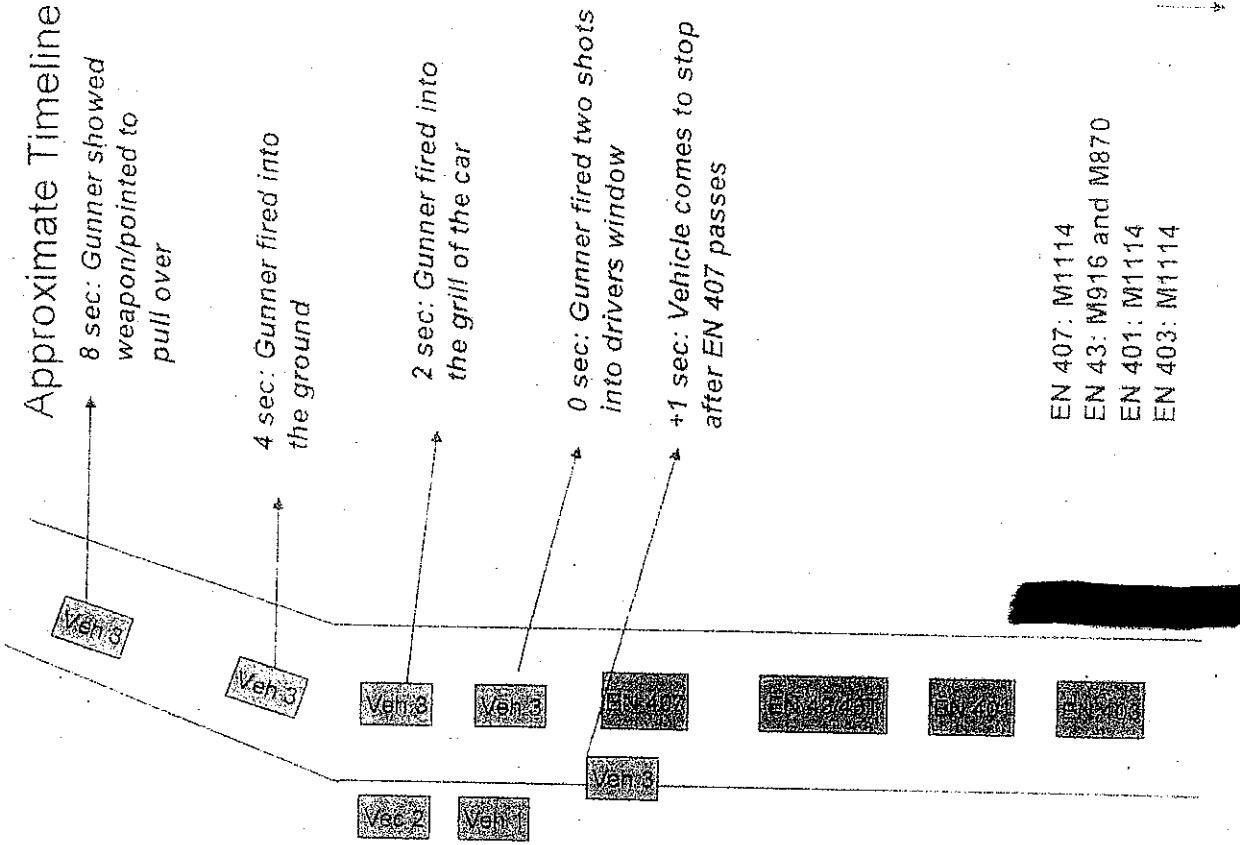 Approximate Timeline
8 sec: Gunner showed
weapon/pointed to
pull over
4 sec: Gunner fired into
the ground
2 sec: Gunner fired into
the grill of the car
0 sec: Gunner fired two shots
into drivers window
+1 sec: Vehicle comes to stop
after EN 407 passes
Veh 3
Veh 3
Veh 3
Veh 3
EN 407
Veh 3
Vec 2
Veh 1
EN 401
EN 407: M1114
EN 43: M916 and M870
EN 401: M1114
EN 403: M1114